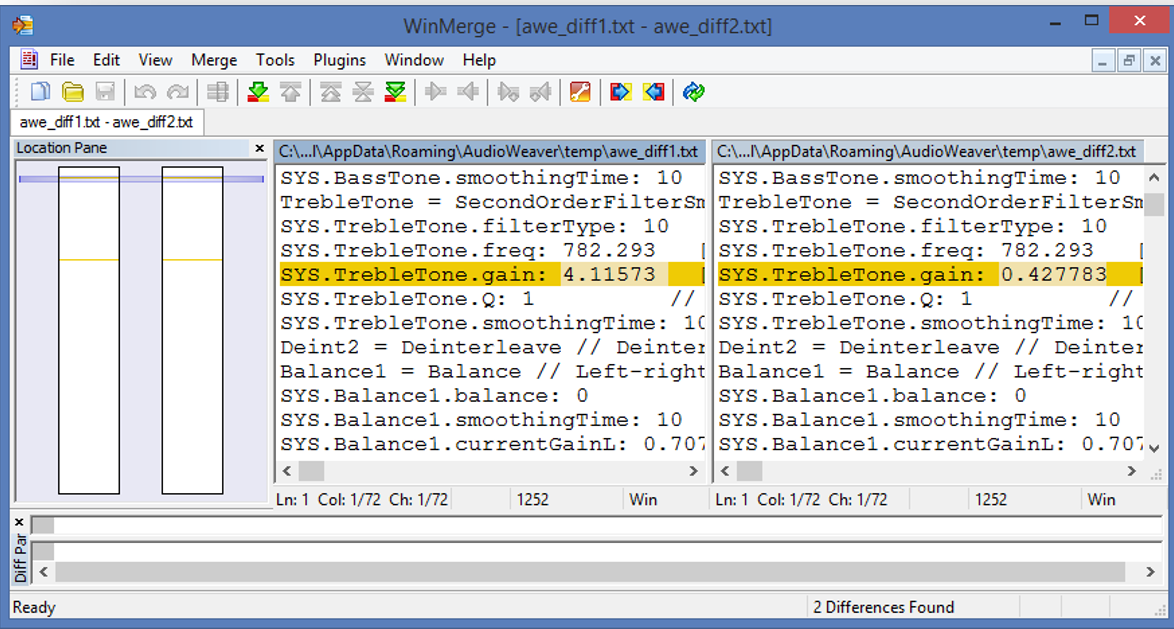 WinMerge - [awe_diff1.txt - awe_diff2.txt]
File Edit View Merge Tools Plugins Window Help
awe_diff1.txt - awe_diff2.txt
Location Pane
C:\...l\AppData\Roaming\AudioWeaver\temp\awe_diff1.txt
SYS.BassTone.smoothingTime: 10
TrebleTone = SecondOrderFilterSm
SYS.TrebleTone.filterType: 10
SYS.TrebleTone.freq: 782.293 [
SYS.TrebleTone.gain: 4.11573 [
SYS.TrebleTone.Q: 1 //
SYS.TrebleTone.smoothingTime: 10
Deint2 = Deinterleave // Deinter
Balance1 = Balance // Left-right
SYS.Balance1.balance: 0
SYS.Balance1.smoothingTime: 10
SYS.Balance1.currentGainL: 0.707
Ln: 1 Col: 1/72 Ch: 1/72 1252 Win
C:\...l\AppData\Roaming\AudioWeaver\temp\awe_diff2.txt
SYS.BassTone.smoothingTime: 10
TrebleTone = SecondOrderFilterSm
SYS.TrebleTone.filterType: 10
SYS.TrebleTone.freq: 782.293 [
SYS.TrebleTone.gain: 0.427783 [
SYS.TrebleTone.Q: 1 //
SYS.TrebleTone.smoothingTime: 10
Deint2 = Deinterleave // Deinter
Balance1 = Balance // Left-right
SYS.Balance1.balance: 0
SYS.Balance1.smoothingTime: 10
SYS.Balance1.currentGainL: 0.707
Ln: 1 Col: 1/72 Ch: 1/72 1252 Win
Diff Par
Ready 2 Differences Found